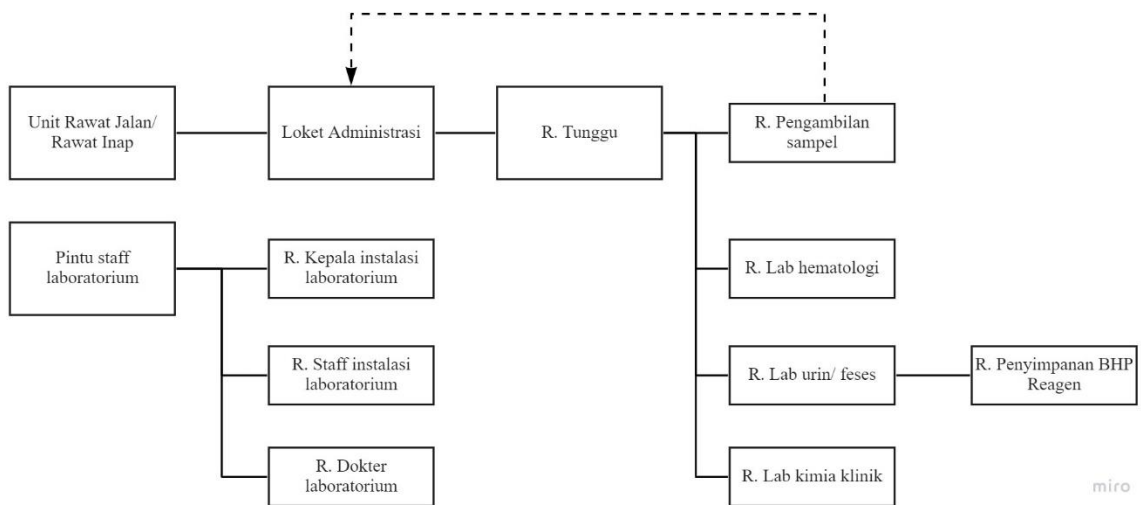 Unit Rawat Jalan/
Rawat Inap
Loket Administrasi
R. Tunggu
R. Pengambilan
sampel
Pintu staff
laboratorium
R. Kepala instalasi
laboratorium
R. Lab hematologi
R. Staff instalasi
laboratorium
R. Lab urin/ feses
R. Penyimpanan BHP
Reagen
R. Dokter
laboratorium
R. Lab kimia klinik
miro